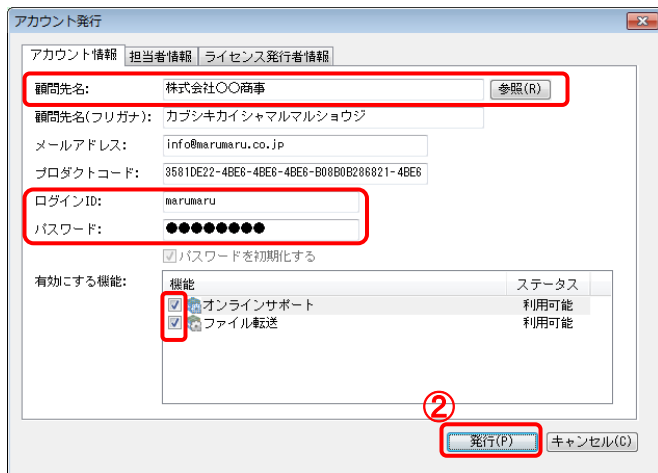 アカウント発行
アカウント情報 担当者情報 ライセンス発行者情報
顧問先名: 株式会社〇〇商事 参照(R)
顧問先名(フリガナ): カブシキカイシャマルマルショウジ
メールアドレス: info@marumaru.co.jp
プロダクトコード: 3581DE22-4BE6-4BE6-4BE6-B08B0B286821-4BE6
ログインID: marumaru
パスワード: ●●●●●●●●
パスワードを初期化する
有効にする機能: 機能 ステータス
オンラインサポート 利用可能
ファイル転送 利用可能
②
発行(P) キャンセル(C)